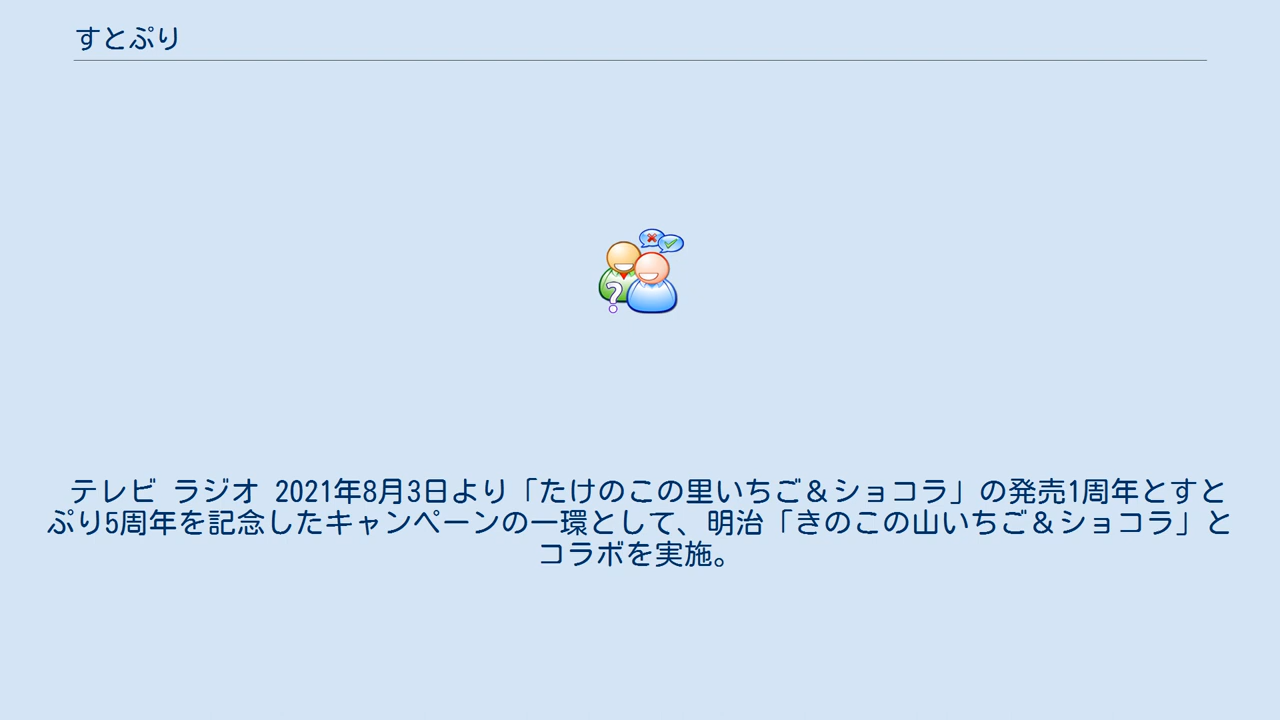 すとぷり
テレビ ラジオ 2021年8月3日より「たけのこの里いちご＆ショコラ」の発売1周年とすと
ぷり5周年を記念したキャンペーンの一環として、明治「きのこの山いちご＆ショコラ」と
コラボを実施。